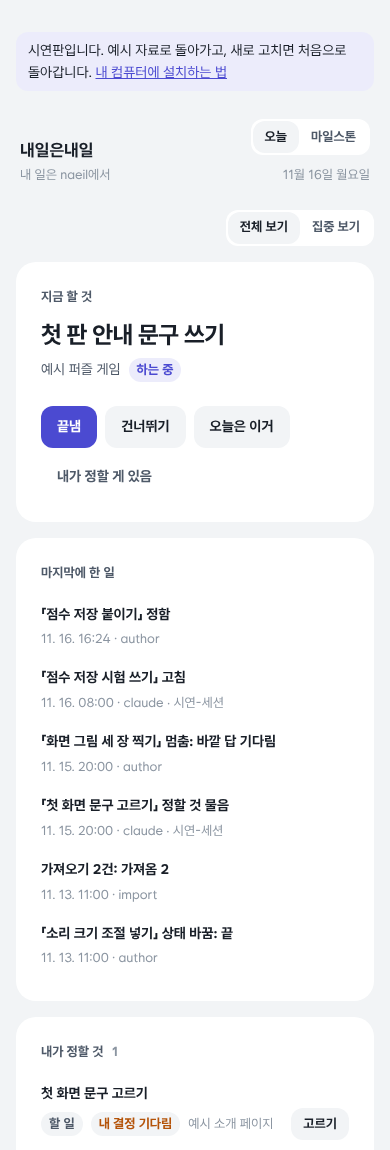 시연판입니다. 예시 자료로 돌아가고, 새로 고치면 처음으로
돌아갑니다. 내 컴퓨터에 설치하는 법
오늘 마일스톤
내일은내일
내 일은 naeil에서 11월 16일 월요일
전체 보기 집중 보기
지금 할 것
첫 판 안내 문구 쓰기
예시 퍼즐 게임 하는 중
끝냄 건너뛰기 오늘은 이거
내가 정할 게 있음
마지막에 한 일
「점수 저장 붙이기」 정함
11. 16. 16:24 · author
「점수 저장 시험 쓰기」 고침
11. 16. 08:00 · claude · 시연-세션
「화면 그림 세 장 찍기」 멈춤: 바깥 답 기다림
11. 15. 20:00 · author
「첫 화면 문구 고르기」 정할 것 물음
11. 15. 20:00 · claude · 시연-세션
가져오기 2건: 가져옴 2
11. 13. 11:00 · import
「소리 크기 조절 넣기」 상태 바꿈: 끝
11. 13. 11:00 · author
내가 정할 것 1
첫 화면 문구 고르기
할 일 내 결정 기다림 예시 소개 페이지 고르기